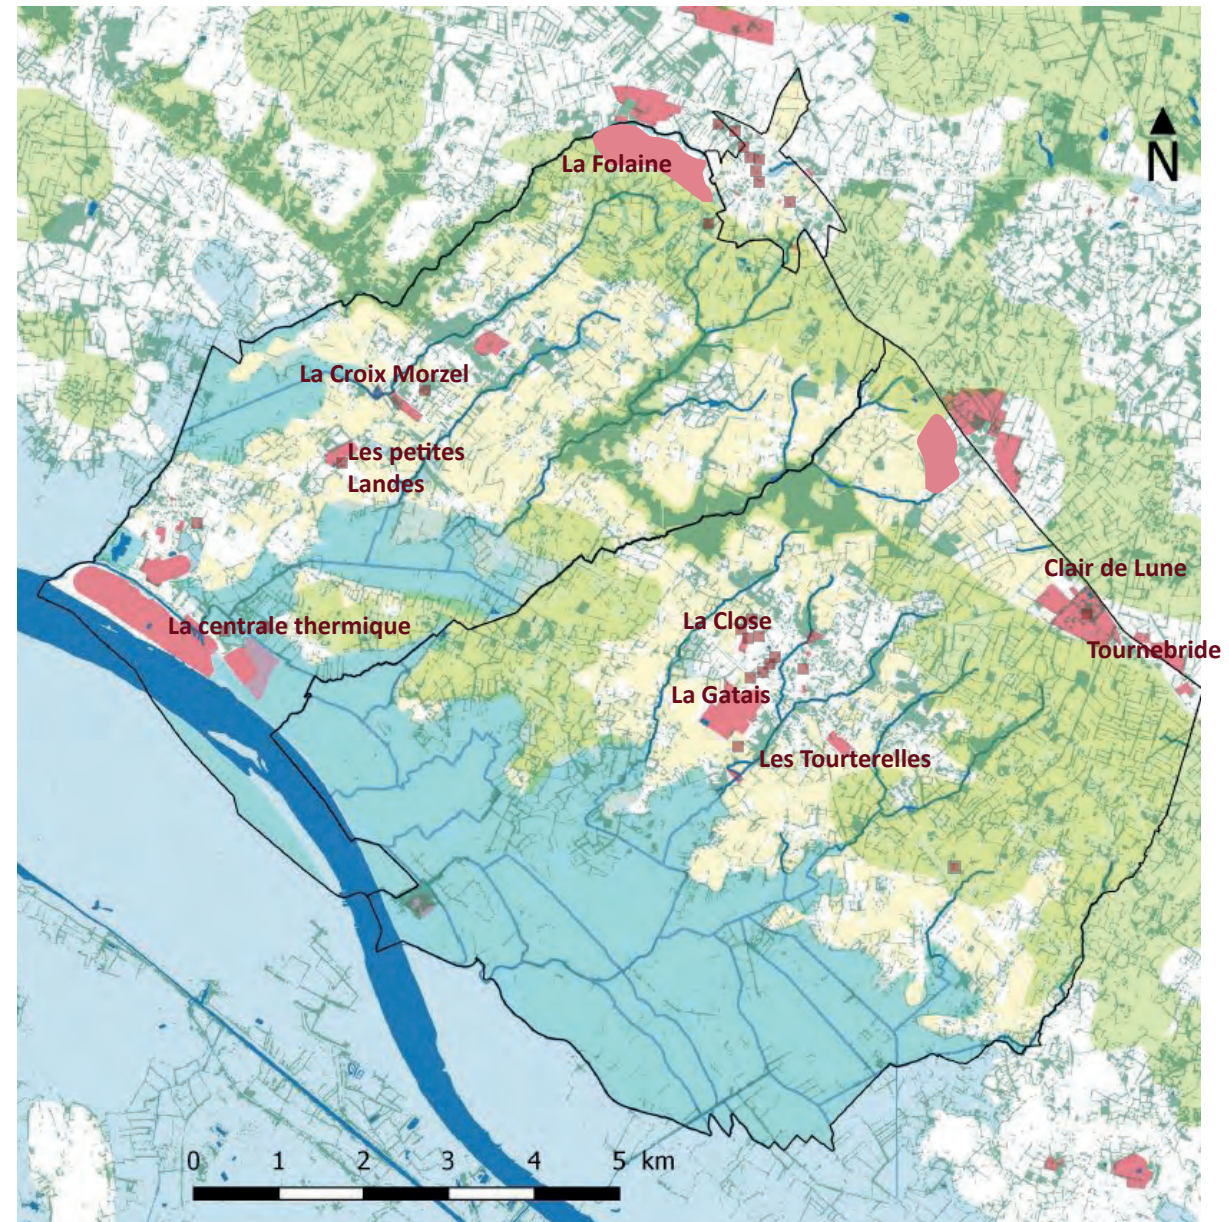 N
La Folaine
La Croix Morzel
Les petites
Landes
Clair de Lune
La Close
La centrale thermique
Tournebride
La Gatais
Les Tourterelles
0 1 2 3 4 5 km